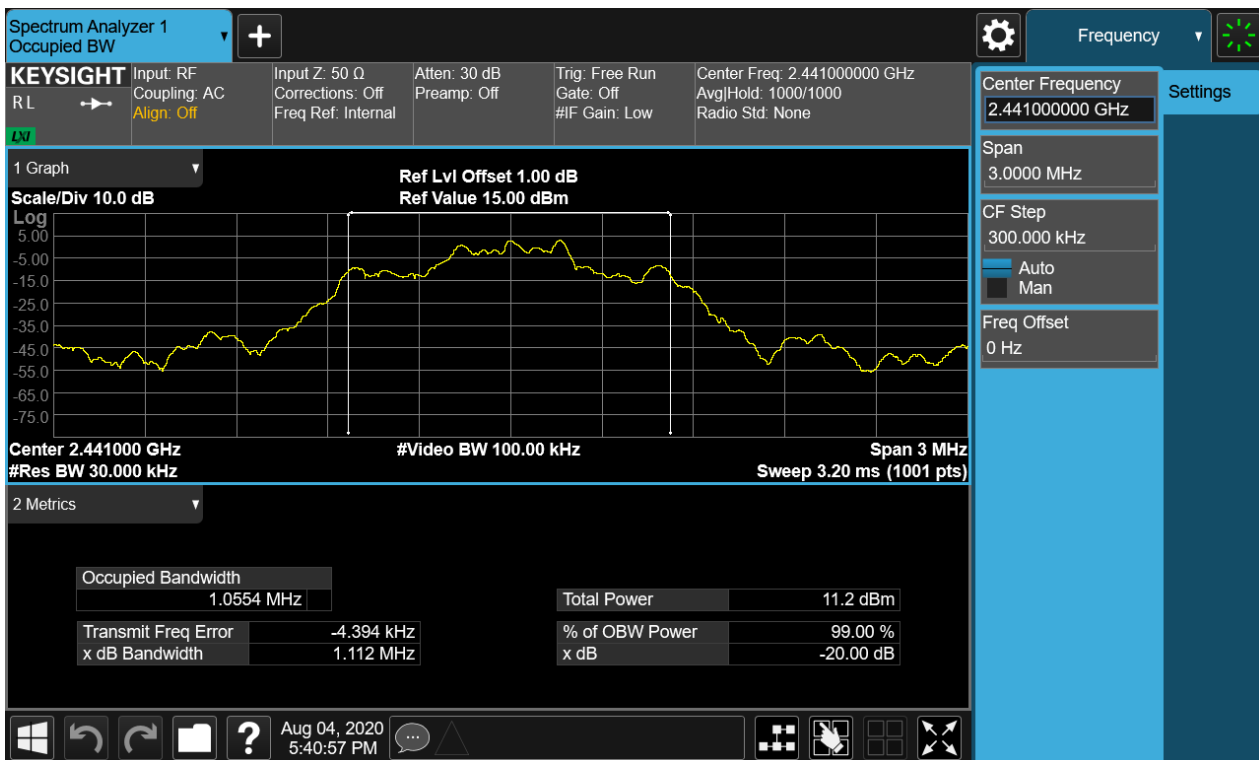 Spectrum Analyzer 1
Occupied BW
+
Frequency
KEYSIGHT
R L
LXI
Input: RF
Coupling: AC
Align: Off
Input Z: 50 Ω
Corrections: Off
Freq Ref: Internal
Atten: 30 dB
Preamp: Off
Trig: Free Run
Gate: Off
#IF Gain: Low
Center Freq: 2.441000000 GHz
Avg|Hold: 1000/1000
Radio Std: None
Center Frequency
2.441000000 GHz
Settings
Span
3.0000 MHz
CF Step
300.000 kHz
Auto
Man
Freq Offset
0 Hz
1 Graph
Scale/Div 10.0 dB
Ref Lvl Offset 1.00 dB
Ref Value 15.00 dBm
Log
5.00
-5.00
-15.0
-25.0
-35.0
-45.0
-55.0
-65.0
-75.0
Center 2.441000 GHz
#Video BW 100.00 kHz
Span 3 MHz
#Res BW 30.000 kHz
Sweep 3.20 ms (1001 pts)
2 Metrics
Occupied Bandwidth
1.0554 MHz
Total Power 11.2 dBm
Transmit Freq Error -4.394 kHz
% of OBW Power 99.00 %
x dB Bandwidth 1.112 MHz
x dB -20.00 dB
?
Aug 04, 2020
5:40:57 PM